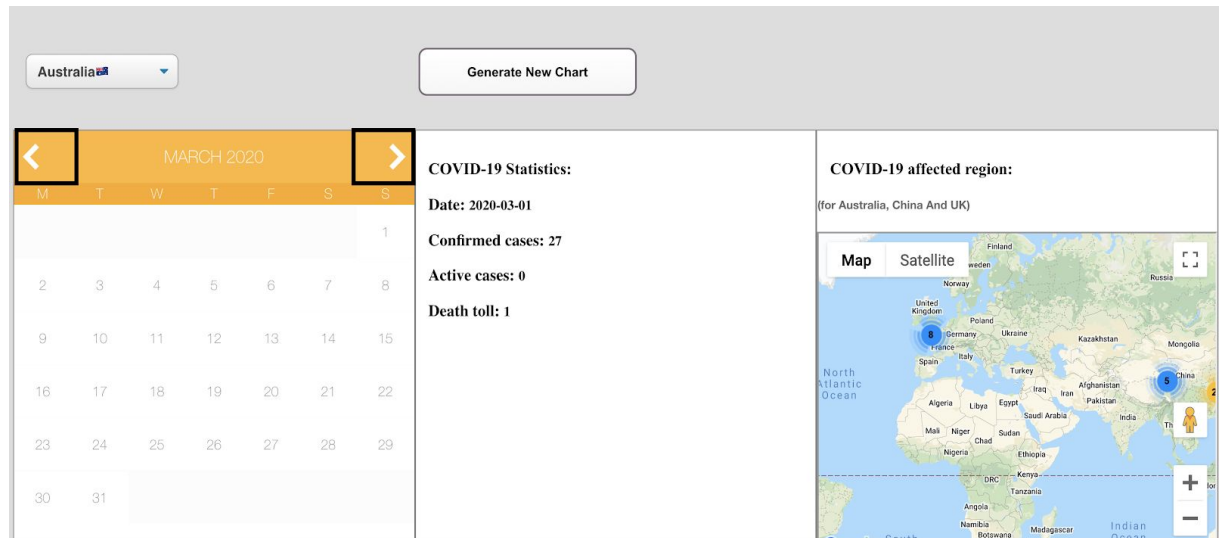 Australia🇦🇺
Generate New Chart
MARCH 2020
M T W T F S S
1
2 3 4 5 6 7 8
9 10 11 12 13 14 15
16 17 18 19 20 21 22
23 24 25 26 27 28 29
30 31
COVID-19 Statistics:
Date: 2020-03-01
Confirmed cases: 27
Active cases: 0
Death toll: 1
COVID-19 affected region:
(for Australia, China And UK)
Map Satellite
Finland
weden
Russia
Norway
United
Kingdom
Poland
8
Germany
Ukraine
Kazakhstan
Mongolia
France
Spain
Italy
Turkey
5
China
2
North
Atlantic
Ocean
Iraq
Iran
Afghanistan
Pakistan
Algeria
Libya
Egypt
Saudi Arabia
India
Th
Mali
Niger
Sudan
Chad
Nigeria
Ethiopia
DRC
Kenya
Tanzania
Angola
Namibia
Botswana
Madagascar
Indian
Ocean
South